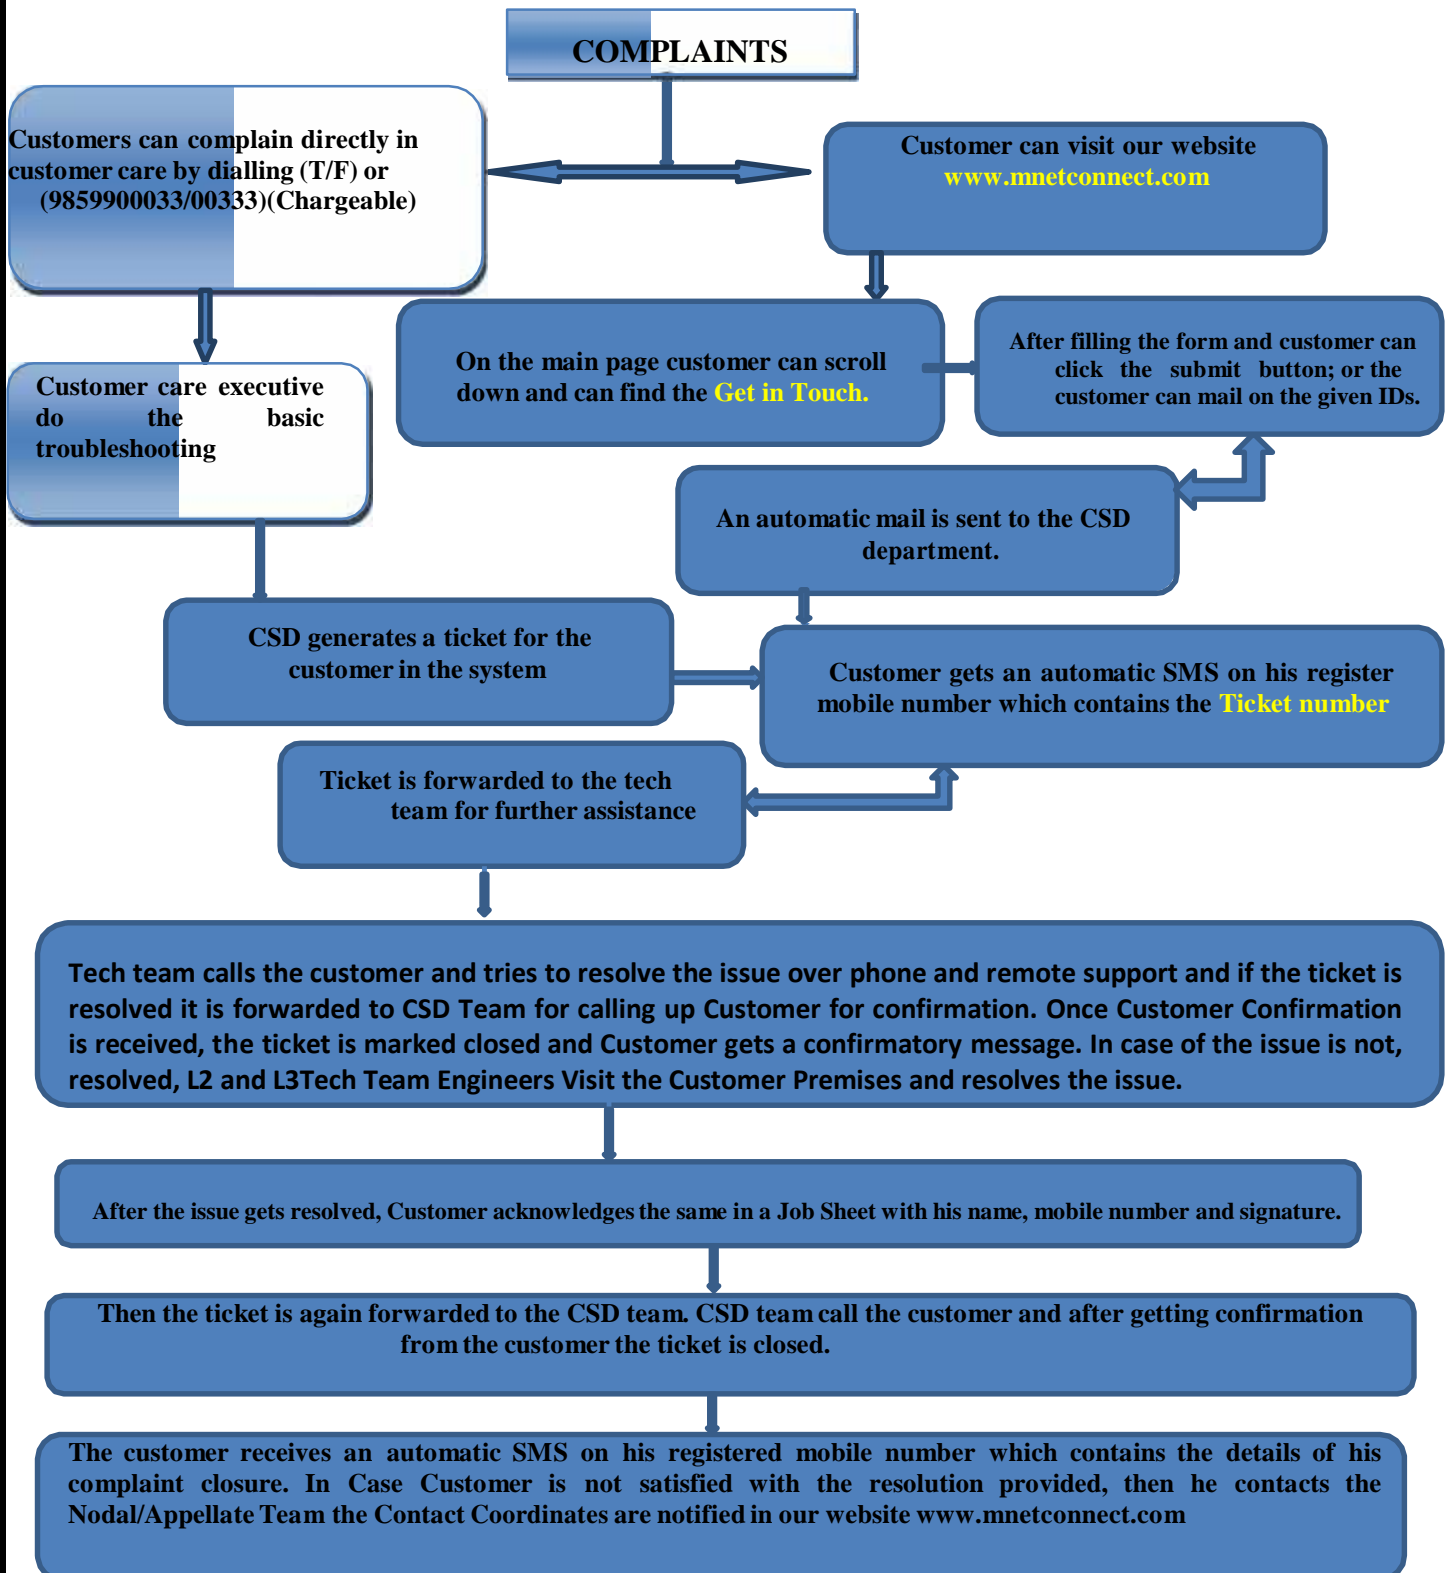 COMPLAINTS
Customers can complain directly in
customer care by dialling (T/F) or
(9859900033/00333)(Chargeable)
Customer can visit our website
www.mnetconnect.com
On the main page customer can scroll
down and can find the Get in Touch.
After filling the form and customer can
click the submit button; or the
customer can mail on the given IDs.
Customer care executive
do the basic
troubleshooting
An automatic mail is sent to the CSD
department.
CSD generates a ticket for the
customer in the system
Customer gets an automatic SMS on his register
mobile number which contains the Ticket number
Ticket is forwarded to the tech
team for further assistance
Tech team calls the customer and tries to resolve the issue over phone and remote support and if the ticket is
resolved it is forwarded to CSD Team for calling up Customer for confirmation. Once Customer Confirmation
is received, the ticket is marked closed and Customer gets a confirmatory message. In case of the issue is not,
resolved, L2 and L3Tech Team Engineers Visit the Customer Premises and resolves the issue.
After the issue gets resolved, Customer acknowledges the same in a Job Sheet with his name, mobile number and signature.
Then the ticket is again forwarded to the CSD team. CSD team call the customer and after getting confirmation
from the customer the ticket is closed.
The customer receives an automatic SMS on his registered mobile number which contains the details of his
complaint closure. In Case Customer is not satisfied with the resolution provided, then he contacts the
Nodal/Appellate Team the Contact Coordinates are notified in our website www.mnetconnect.com